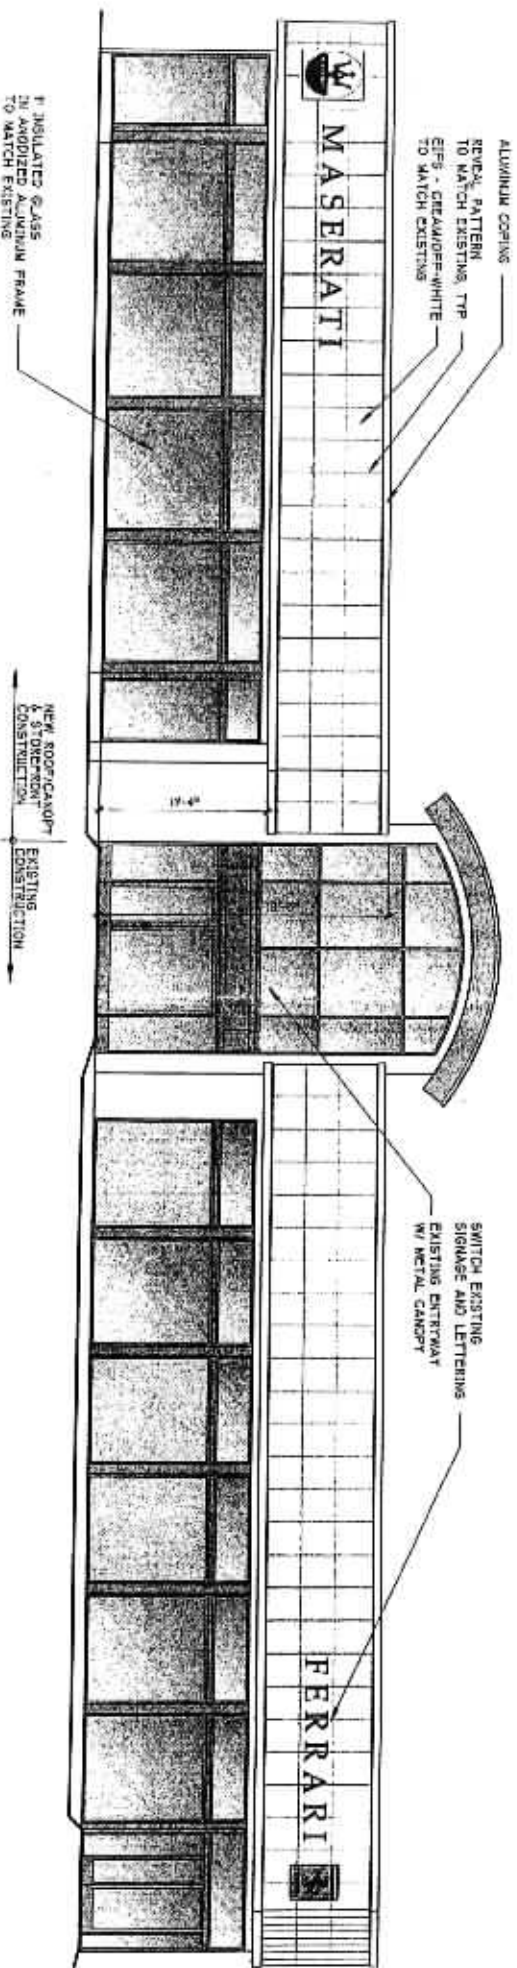 ALUMINUM COPING
REVEAL PATTERN
TO MATCH EXISTING, TYP
EIFS - CREAM/OFF-WHITE
TO MATCH EXISTING
MASERATI
1" INSULATED GLASS
IN ANODIZED ALUMINUM FRAME
TO MATCH EXISTING
NEW ROOF/CANOPY
& STOREFRONT
CONSTRUCTION
EXISTING
CONSTRUCTION
SWITCH EXISTING
SIGNAGE AND LETTERING
EXISTING ENTRYWAY
W/ METAL CANOPY
FERRARI